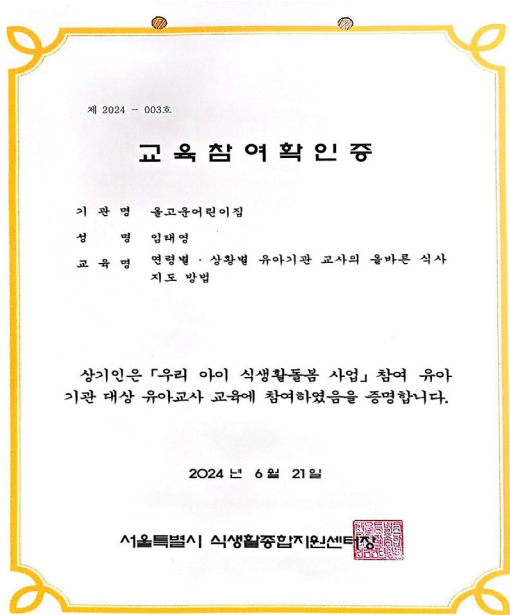 제 2024 - 003호
교육참여확인증
기 관 명 올고운어린이집
성 명 임태영
교 육 명 연령별·상황별 유아기관 교사의 올바른 식사
지도 방법
상기인은 「우리 아이 식생활돌봄 사업」 참여 유아
기관 대상 유아교사 교육에 참여하였음을 증명합니다.
2024 년 6 월 21 일
서울특별시 식생활종합지원센터장